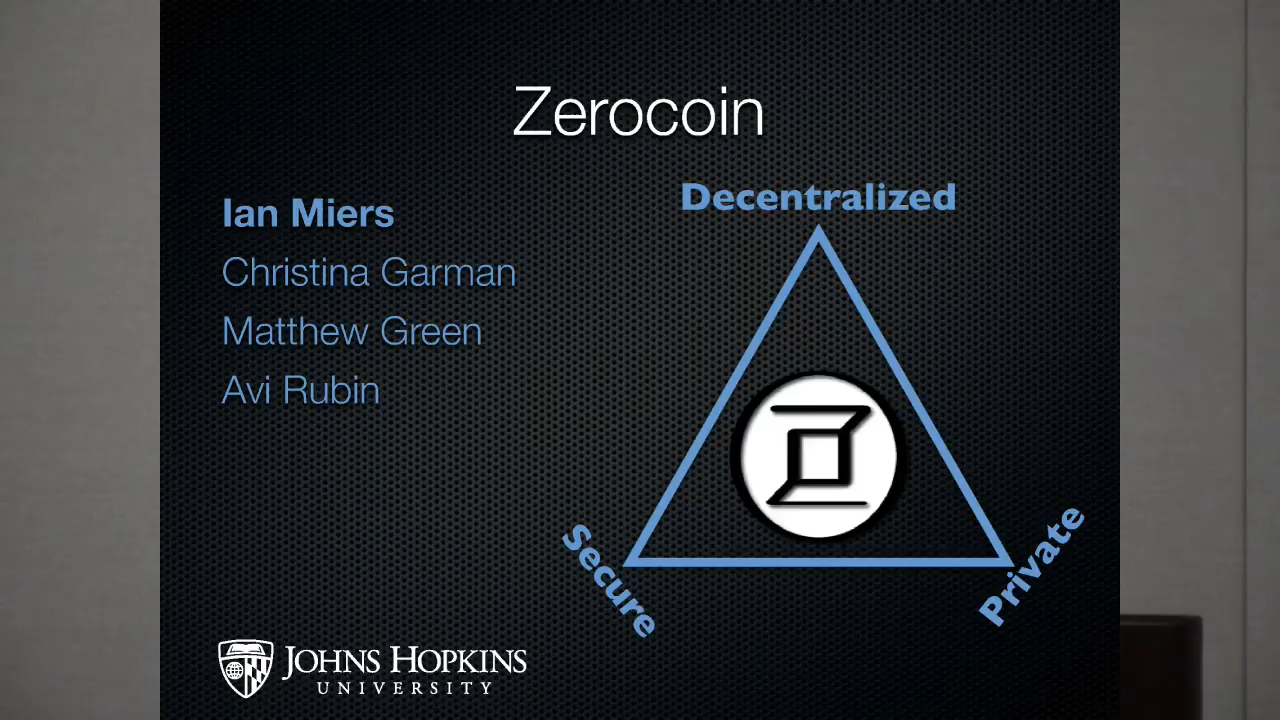 Zerocoin
Ian Miers
Christina Garman
Matthew Green
Avi Rubin
Decentralized
Secure
Private
JOHNS HOPKINS
UNIVERSITY